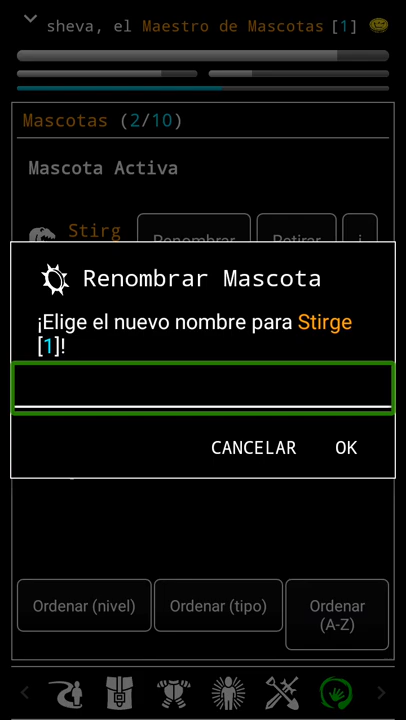 sheva, el Maestro de Mascotas [1]
Mascotas (2/10)
Mascota Activa
Stirg
Renombrar
Retirar
Renombrar Mascota
¡Elige el nuevo nombre para Stirge
[1]!
CANCELAR
OK
Ordenar (nivel)
Ordenar (tipo)
Ordenar
(A-Z)